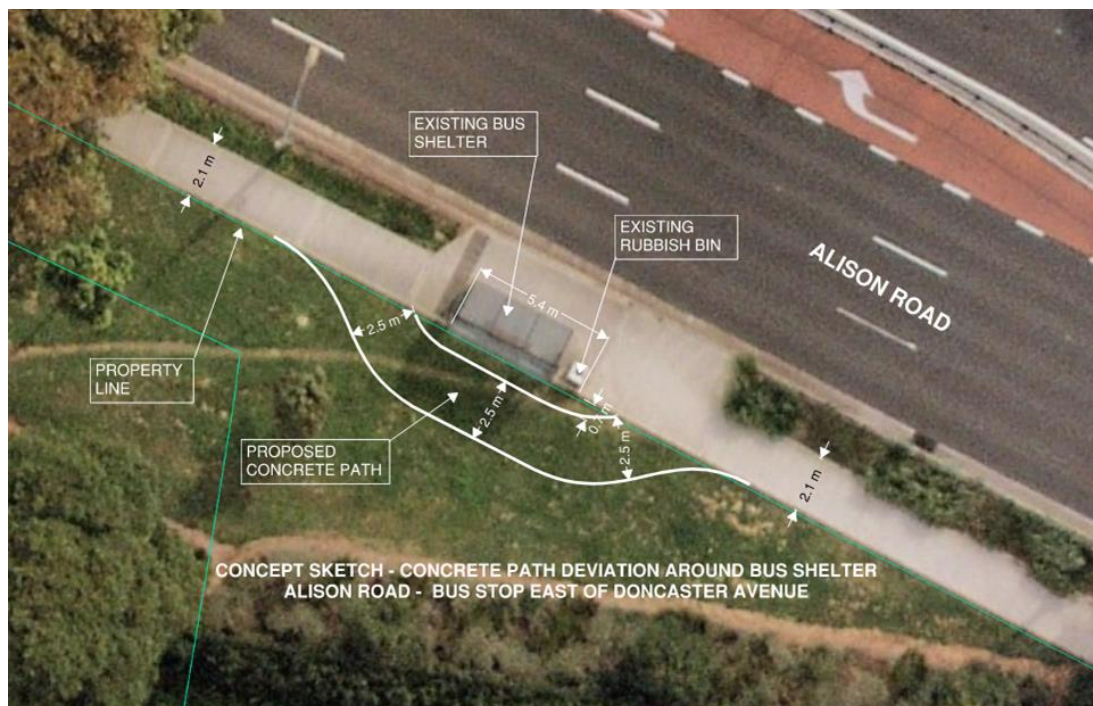 EXISTING BUS
SHELTER
2.1 m
EXISTING
RUBBISH BIN
ALISON ROAD
5.4 m
2.5 m
PROPERTY
LINE
2.5 m
2.5 m
PROPOSED
CONCRETE PATH
2.1 m
CONCEPT SKETCH - CONCRETE PATH DEVIATION AROUND BUS SHELTER
ALISON ROAD - BUS STOP EAST OF DONCASTER AVENUE